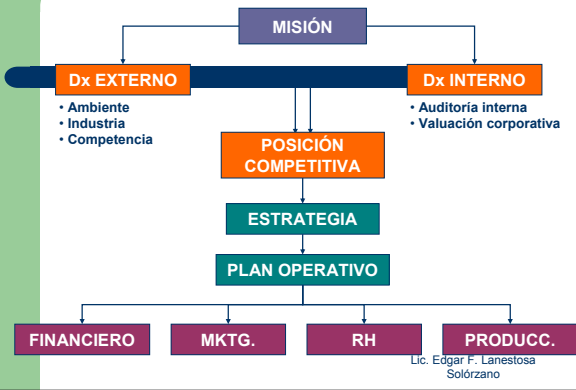 MISIÓN
Dx EXTERNO
• Ambiente
• Industria
• Competencia
Dx INTERNO
• Auditoría interna
• Valuación corporativa
POSICIÓN
COMPETITIVA
ESTRATEGIA
PLAN OPERATIVO
FINANCIERO
MKTG.
RH
PRODUCC.
Lic. Edgar F. Lanestosa
Solórzano